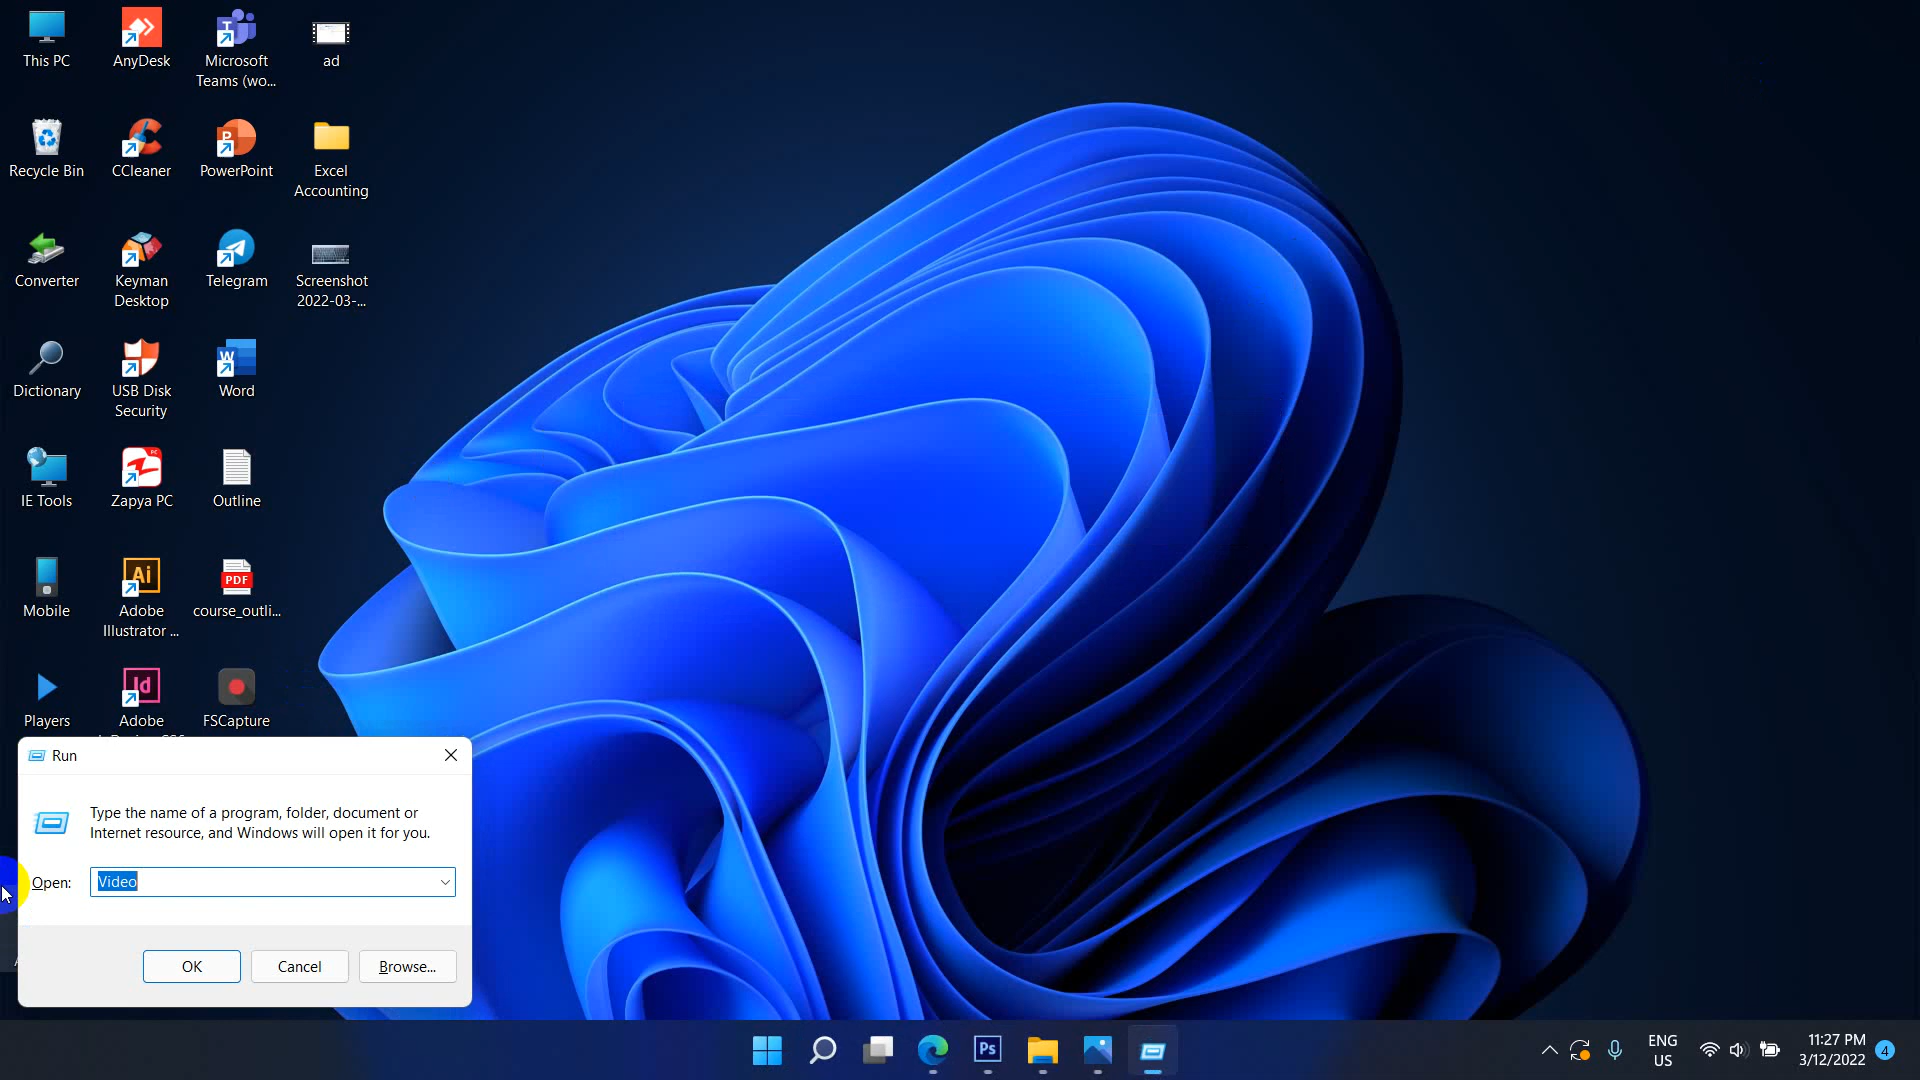 This PC
AnyDesk
Microsoft
Teams (wo...
ad
Recycle Bin
CCleaner
PowerPoint
Excel
Accounting
Converter
Keyman
Desktop
Telegram
Screenshot
2022-03-...
Dictionary
USB Disk
Security
Word
IE Tools
Zapya PC
Outline
Mobile
Adobe
Illustrator ...
course_outli...
Players
Adobe
FSCapture
Run
Type the name of a program, folder, document or
Internet resource, and Windows will open it for you.
Open:
Video
OK
Cancel
Browse...
ENG
US
11:27 PM
3/12/2022
4
Ps
Ai
Id
PDF